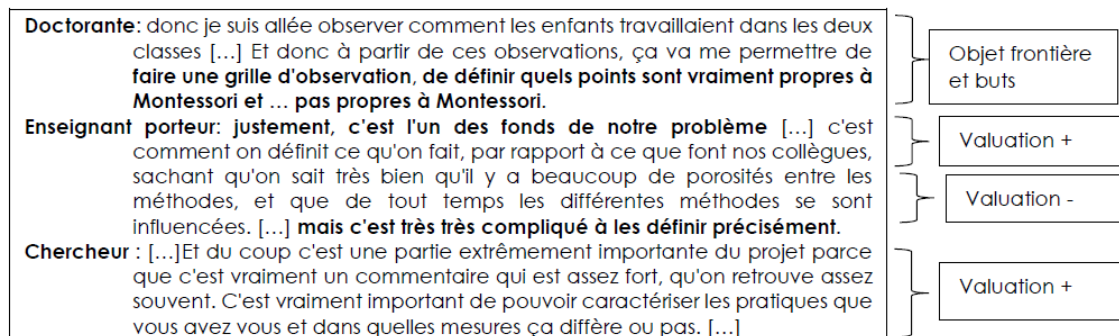 Doctorante: donc je suis allée observer comment les enfants travaillaient dans les deux
classes […] Et donc à partir de ces observations, ça va me permettre de
faire une grille d'observation, de définir quels points sont vraiment propres à
Montessori et … pas propres à Montessori.
Objet frontière
et buts
Enseignant porteur: justement, c'est l'un des fonds de notre problème […] c'est
comment on définit ce qu'on fait, par rapport à ce que font nos collègues,
sachant qu'on sait très bien qu'il y a beaucoup de porosités entre les
méthodes, et que de tout temps les différentes méthodes se sont
influencées. […] mais c'est très très compliqué à les définir précisément.
Valuation +
Valuation -
Chercheur : […]Et du coup c'est une partie extrêmement importante du projet parce
que c'est vraiment un commentaire qui est assez fort, qu'on retrouve assez
souvent. C'est vraiment important de pouvoir caractériser les pratiques que
vous avez vous et dans quelles mesures ça diffère ou pas. […]
Valuation +